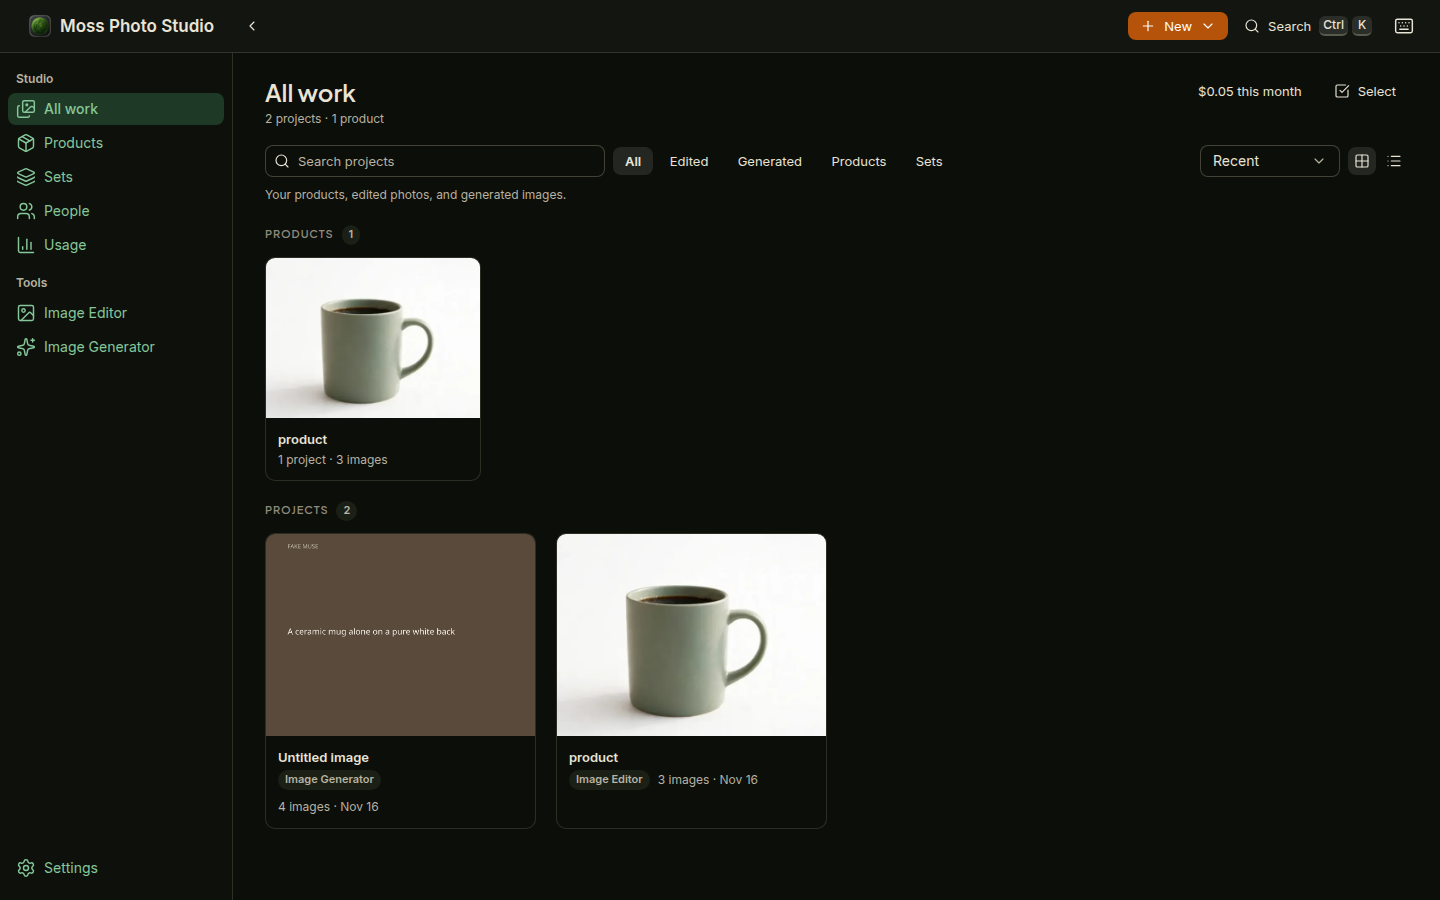 Moss Photo Studio
New
Search Ctrl K
Studio
All work
Products
Sets
People
Usage
Tools
Image Editor
Image Generator
Settings
All work
2 projects · 1 product
$0.05 this month
Select
Search projects
All
Edited
Generated
Products
Sets
Recent
Your products, edited photos, and generated images.
PRODUCTS 1
product
1 project · 3 images
PROJECTS 2
FAKE MUSE
A ceramic mug alone on a pure white back
Untitled image
Image Generator
4 images · Nov 16
product
Image Editor 3 images · Nov 16